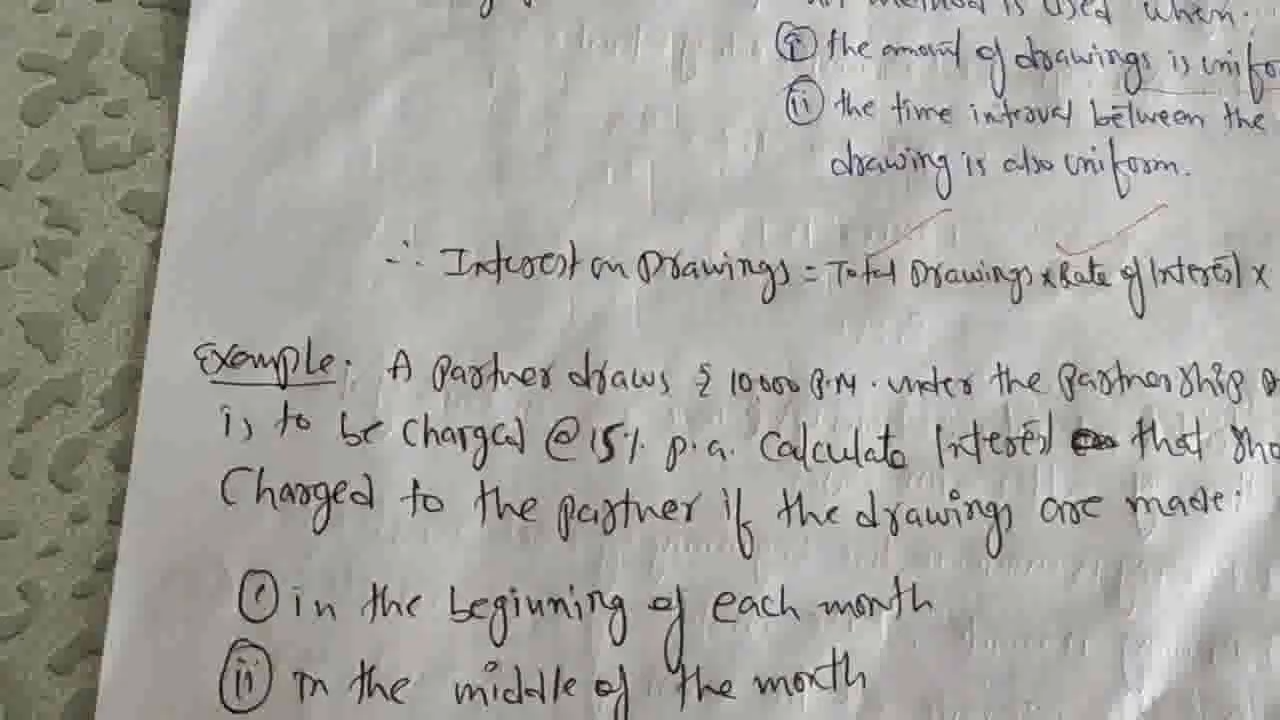 method is used when.
(i) the amount of drawings is unifo
(ii) the time intraval between the
drawing is also uniform.
∴ Interest on Drawings = Total Drawings × Rate of Interest ×
Example: A partner draws ₹ 10,000 P.M. under the partnership
is to be charged @ 15% p.a. Calculate Interest that sho
Charged to the partner if the drawings are made:
(i) in the beginning of each month
(ii) in the middle of the month